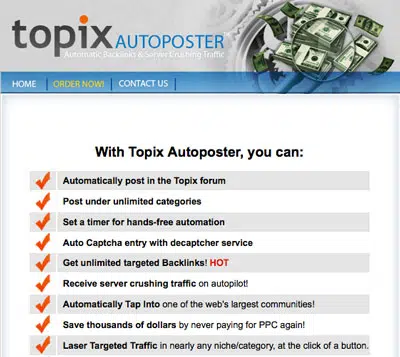 topix AUTOPOSTER
Automatic Backlinks & Server Crushing Traffic
HOME ORDER NOW! CONTACT US
With Topix Autoposter, you can:
Automatically post in the Topix forum
Post under unlimited categories
Set a timer for hands-free automation
Auto Captcha entry with decaptcher service
Get unlimited targeted Backlinks! HOT
Receive server crushing traffic on autopilot!
Automatically Tap Into one of the web's largest communities!
Save thousands of dollars by never paying for PPC again!
Laser Targeted Traffic in nearly any niche/category, at the click of a button.